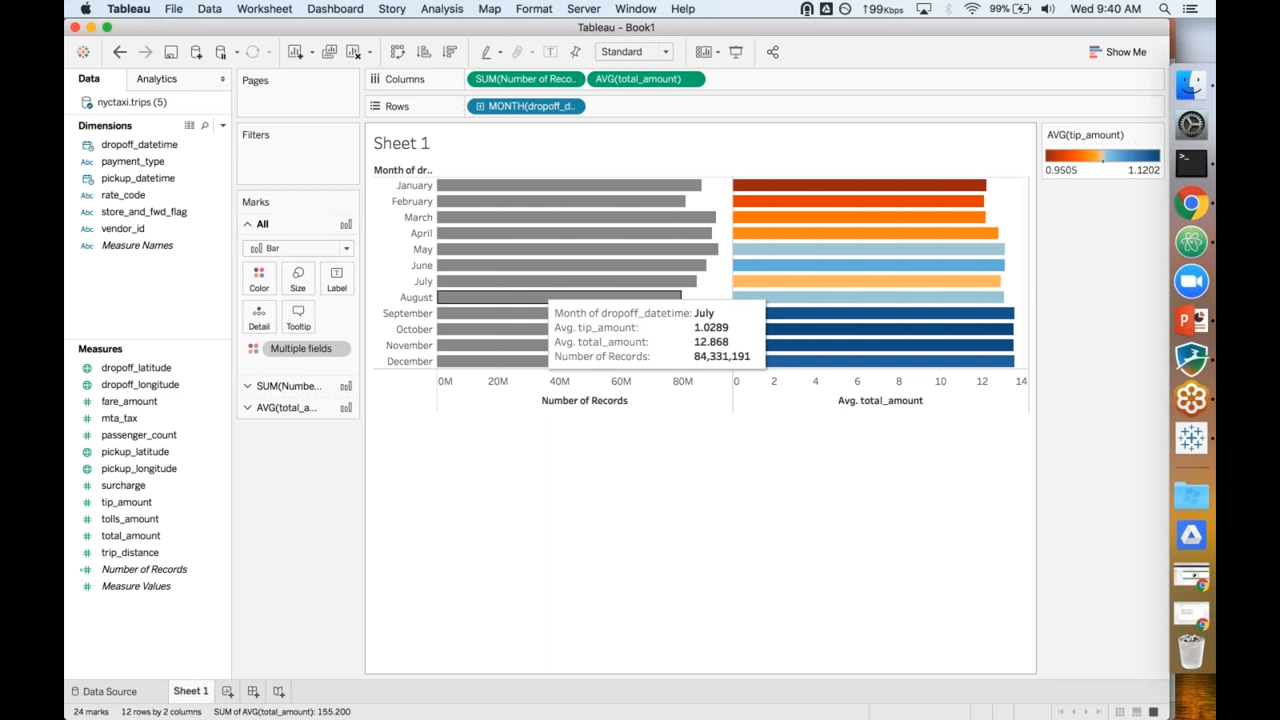 Tableau File Data Worksheet Dashboard Story Analysis Map Format Server Window Help 199Kbps 99% Wed 9:40 AM
Tableau - Book1
Standard Show Me
Data Analytics Pages Columns SUM(Number of Reco.. AVG(total_amount)
nyctaxi.trips (5) Rows MONTH(dropoff_d..
Dimensions
Filters
Abc dropoff_datetime
Abc payment_type
pickup_datetime
Abc rate_code
Abc store_and_fwd_flag
Abc vendor_id
Abc Measure Names
Marks
All
Bar
Color Size Label
Detail Tooltip
Multiple fields
SUM(Numbe...
AVG(total_a...
Measures
dropoff_latitude
dropoff_longitude
fare_amount
mta_tax
passenger_count
pickup_latitude
pickup_longitude
surcharge
tip_amount
tolls_amount
total_amount
trip_distance
Number of Records
Measure Values
Sheet 1
Month of dr..
January
February
March
April
May
June
July
August
September
October
November
December
Month of dropoff_datetime: July
Avg. tip_amount: 1.0289
Avg. total_amount: 12.868
Number of Records: 84,331,191
0M 20M 40M 60M 80M 0 2 4 6 8 10 12 14
Number of Records Avg. total_amount
AVG(tip_amount)
0.9505 1.1202
Data Source Sheet 1
24 marks 12 rows by 2 columns SUM of AVG(total_amount): 155.200